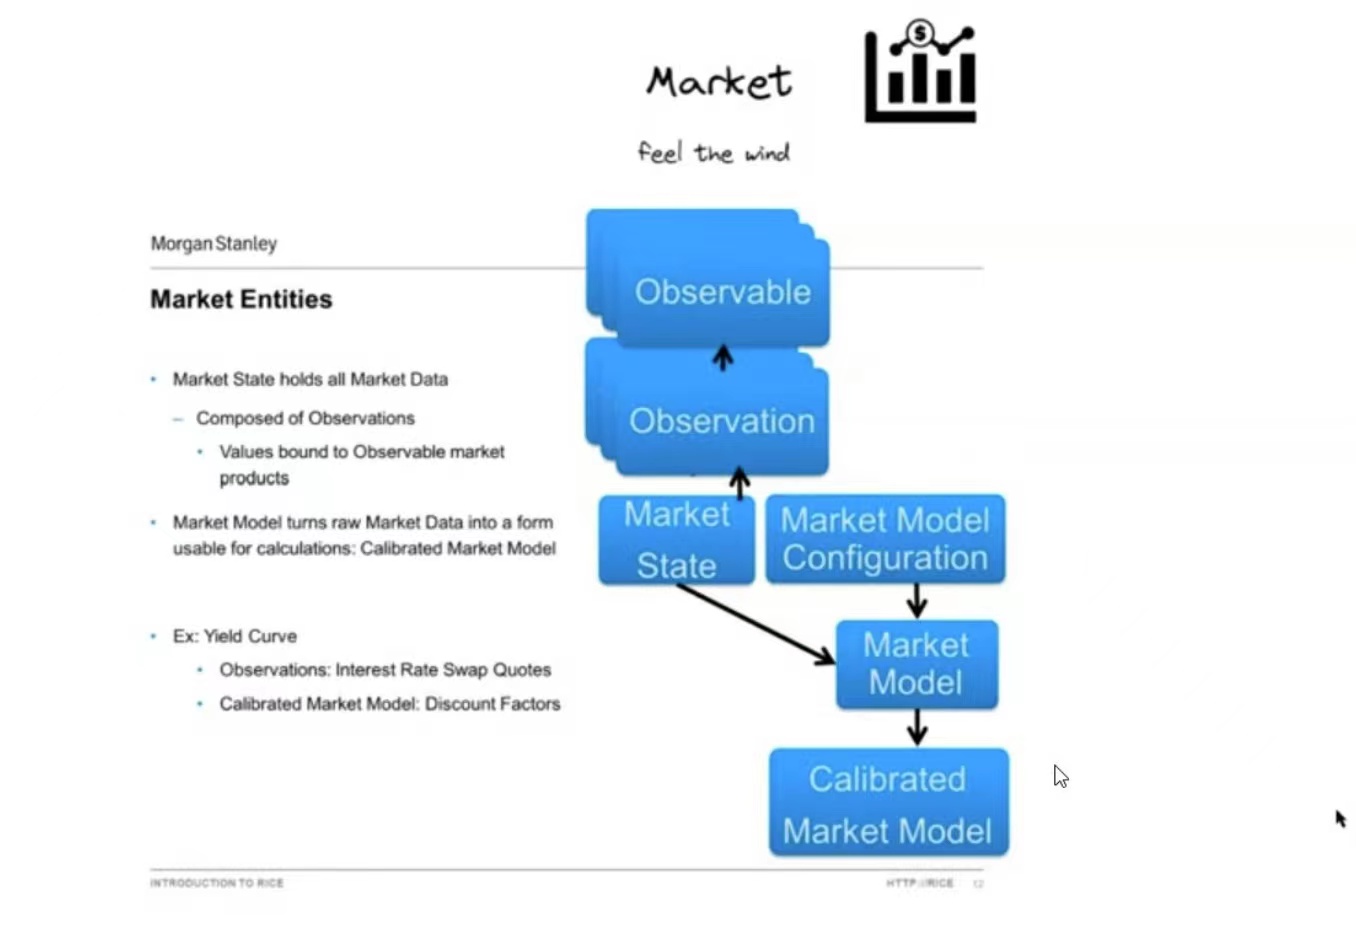 $
Market
feel the wind
Morgan Stanley
Market Entities
• Market State holds all Market Data
– Composed of Observations
• Values bound to Observable market
products
• Market Model turns raw Market Data into a form
usable for calculations: Calibrated Market Model
• Ex: Yield Curve
• Observations: Interest Rate Swap Quotes
• Calibrated Market Model: Discount Factors
Observable
Observation
Market
State
Market Model
Configuration
Market
Model
Calibrated
Market Model
INTRODUCTION TO RICE
HTTP://RICE 12